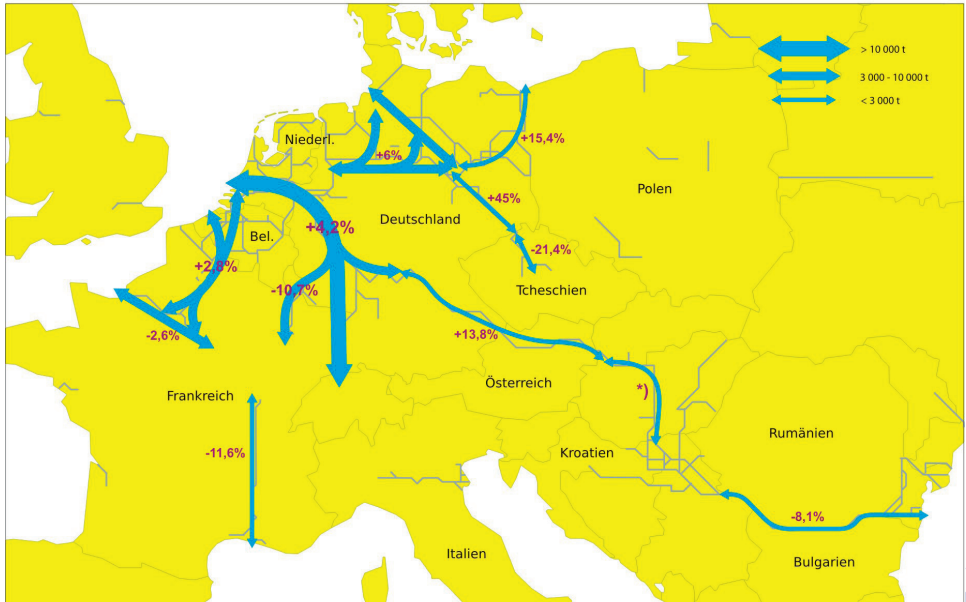 > 10 000 t
3 000 - 10 000 t
< 3 000 t
Niederl.
+6%
+15,4%
Polen
+45%
Deutschland
+4,2%
Bel.
-21,4%
+2,8%
-10,7%
Tcheschien
-2,6%
+13,8%
Österreich
*)
Frankreich
Rumänien
-11,6%
Kroatien
-8,1%
Italien
Bulgarien